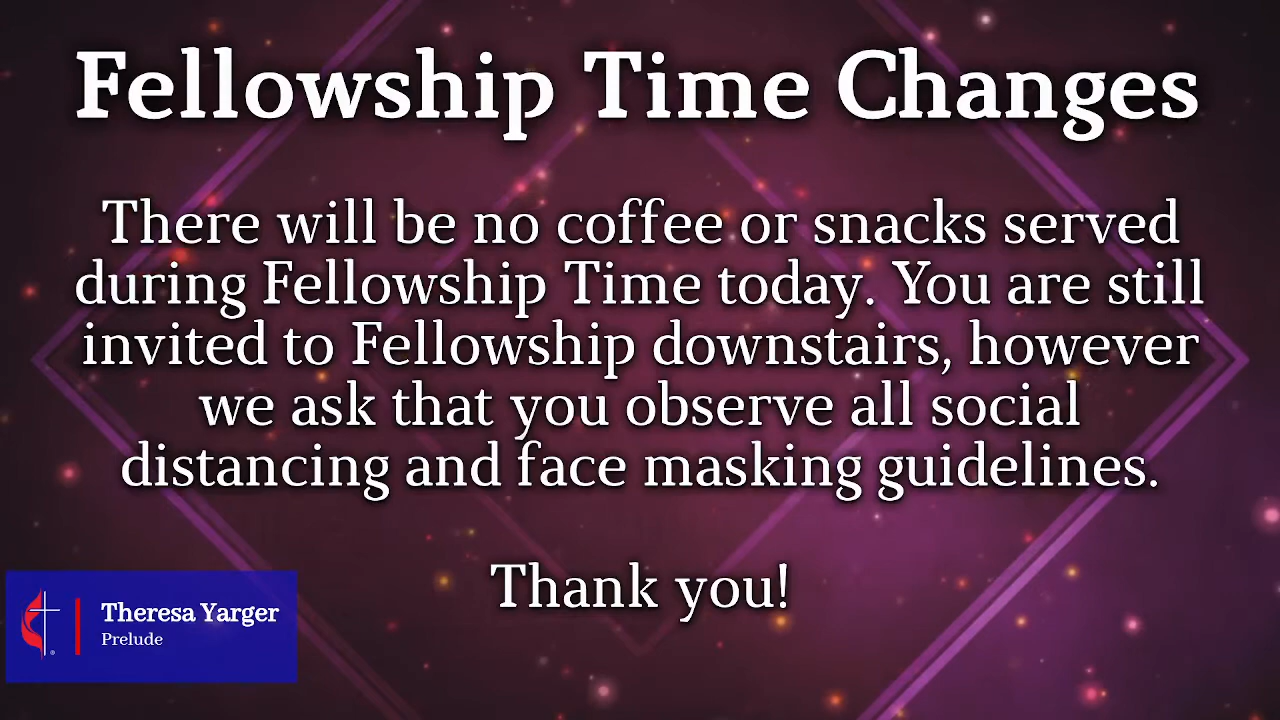 Fellowship Time Changes
There will be no coffee or snacks served
during Fellowship Time today. You are still
invited to Fellowship downstairs, however
we ask that you observe all social
distancing and face masking guidelines.
Thank you!
Theresa Yarger
Prelude